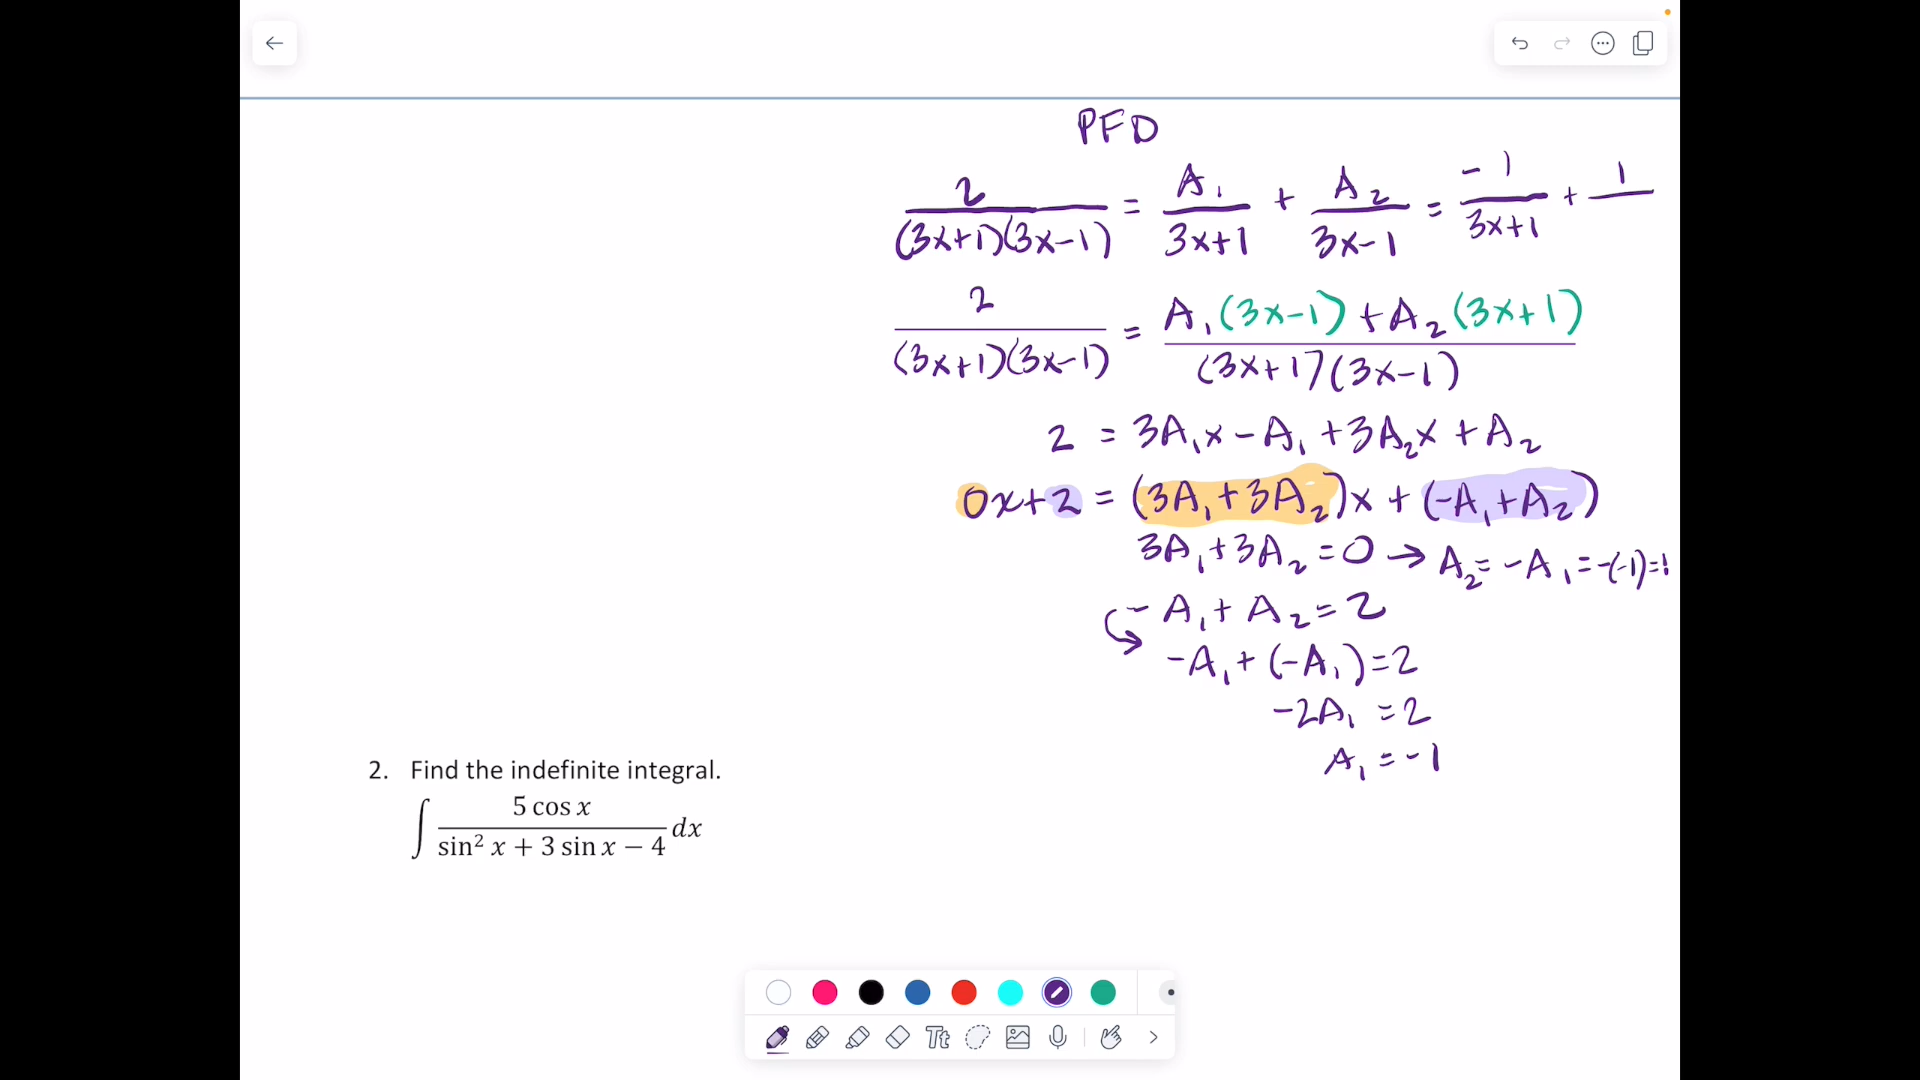 PFD
2/((3x+1)(3x-1)) = A₁/(3x+1) + A₂/(3x-1) = -1/(3x+1) + 1/
2/((3x+1)(3x-1)) = (A₁(3x-1) + A₂(3x+1))/((3x+1)(3x-1))
2 = 3A₁x - A₁ + 3A₂x + A₂
0x+2 = (3A₁+3A₂)x + (-A₁+A₂)
3A₁+3A₂ = 0 → A₂ = -A₁ = -(-1) = 1
-A₁ + A₂ = 2
-A₁ + (-A₁) = 2
-2A₁ = 2
A₁ = -1
2. Find the indefinite integral.
∫ (5 cos x)/(sin² x + 3 sin x − 4) dx
Tt